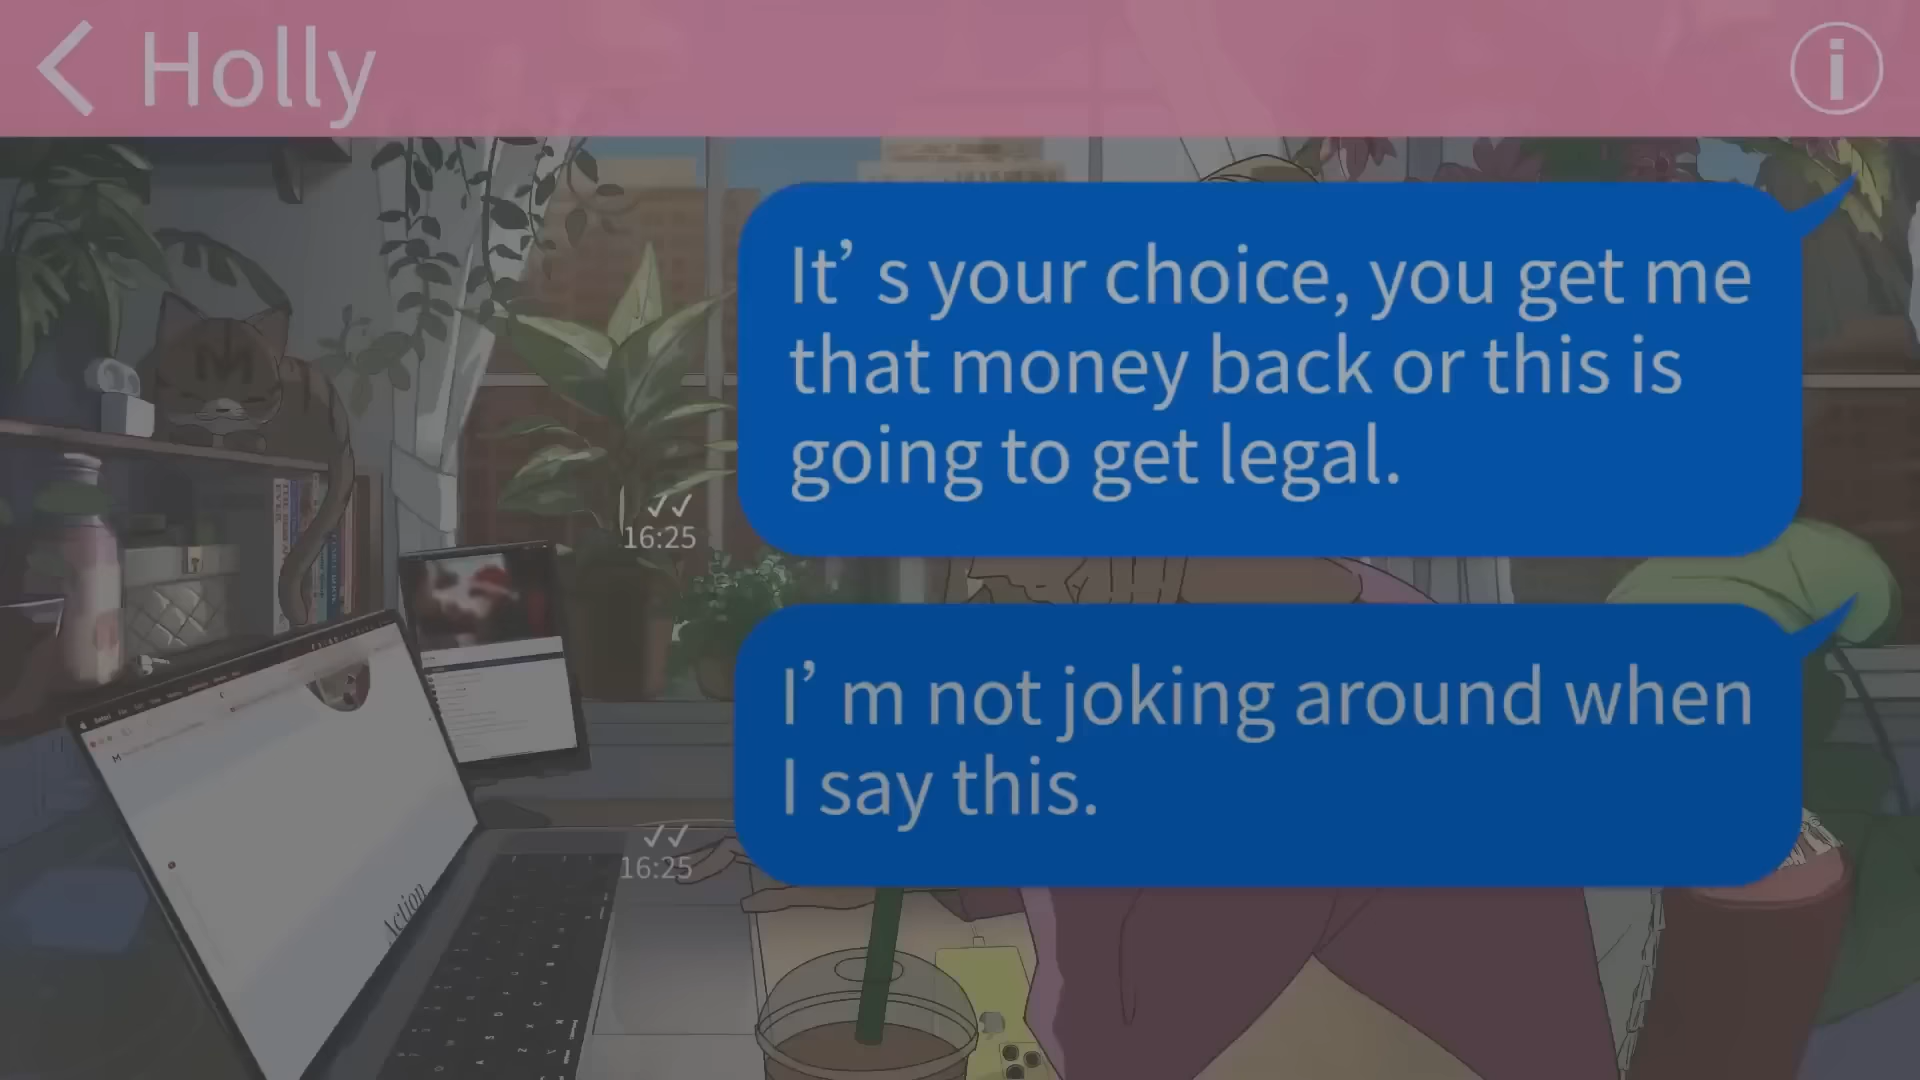 Holly
It’s your choice, you get me
that money back or this is
going to get legal.
16:25
I’m not joking around when
I say this.
16:25
M
Action